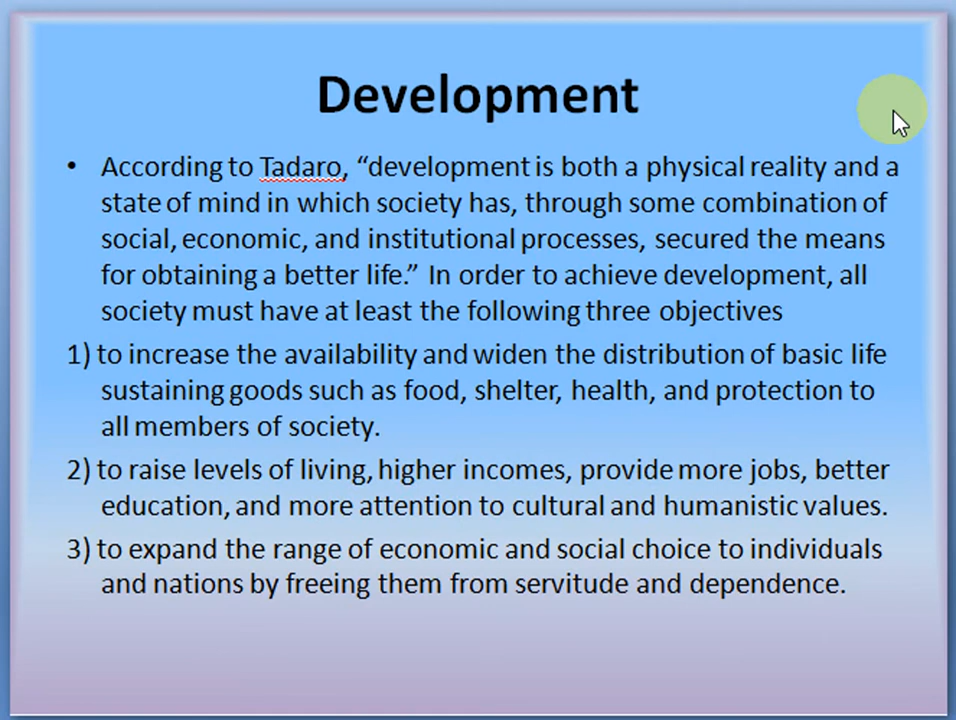 Development
• According to Tadaro, “development is both a physical reality and a
state of mind in which society has, through some combination of
social, economic, and institutional processes, secured the means
for obtaining a better life.” In order to achieve development, all
society must have at least the following three objectives
1) to increase the availability and widen the distribution of basic life
sustaining goods such as food, shelter, health, and protection to
all members of society.
2) to raise levels of living, higher incomes, provide more jobs, better
education, and more attention to cultural and humanistic values.
3) to expand the range of economic and social choice to individuals
and nations by freeing them from servitude and dependence.